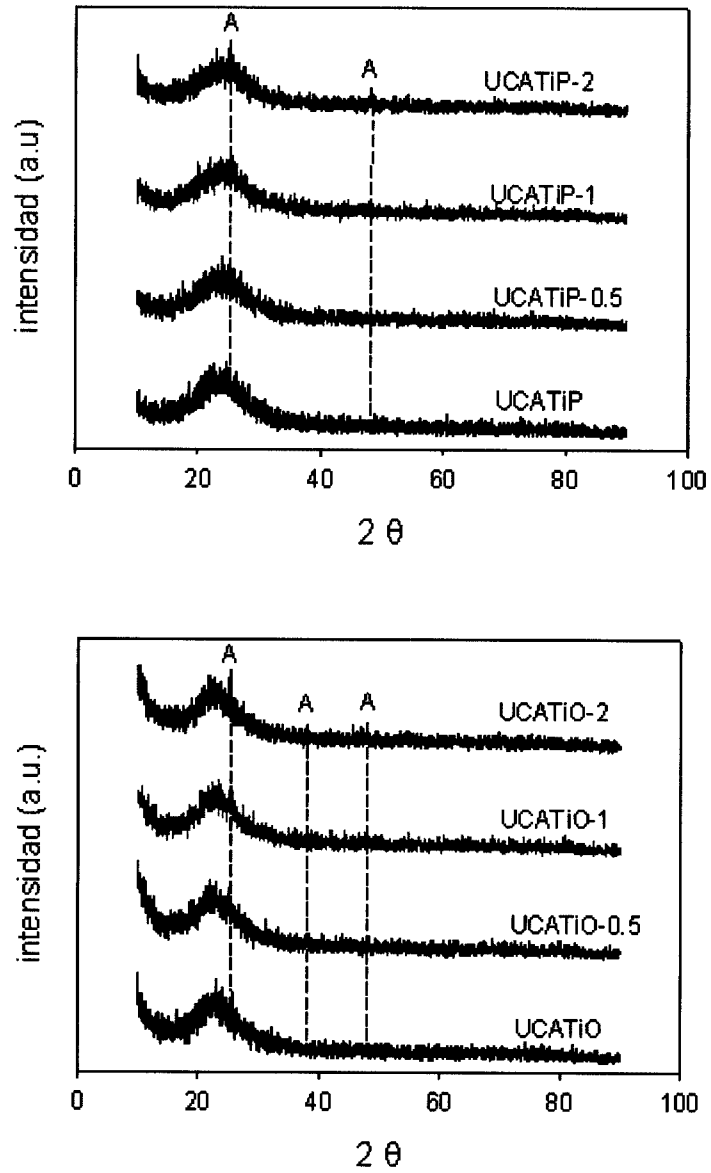 A
A
UCATiP-2
UCATiP-1
UCATiP-0.5
UCATiP
intensidad (a.u)
0 20 40 60 80 100
2 θ
A
A A
UCATiO-2
UCATiO-1
UCATiO-0.5
UCATiO
intensidad (a.u.)
0 20 40 60 80 100
2 θ